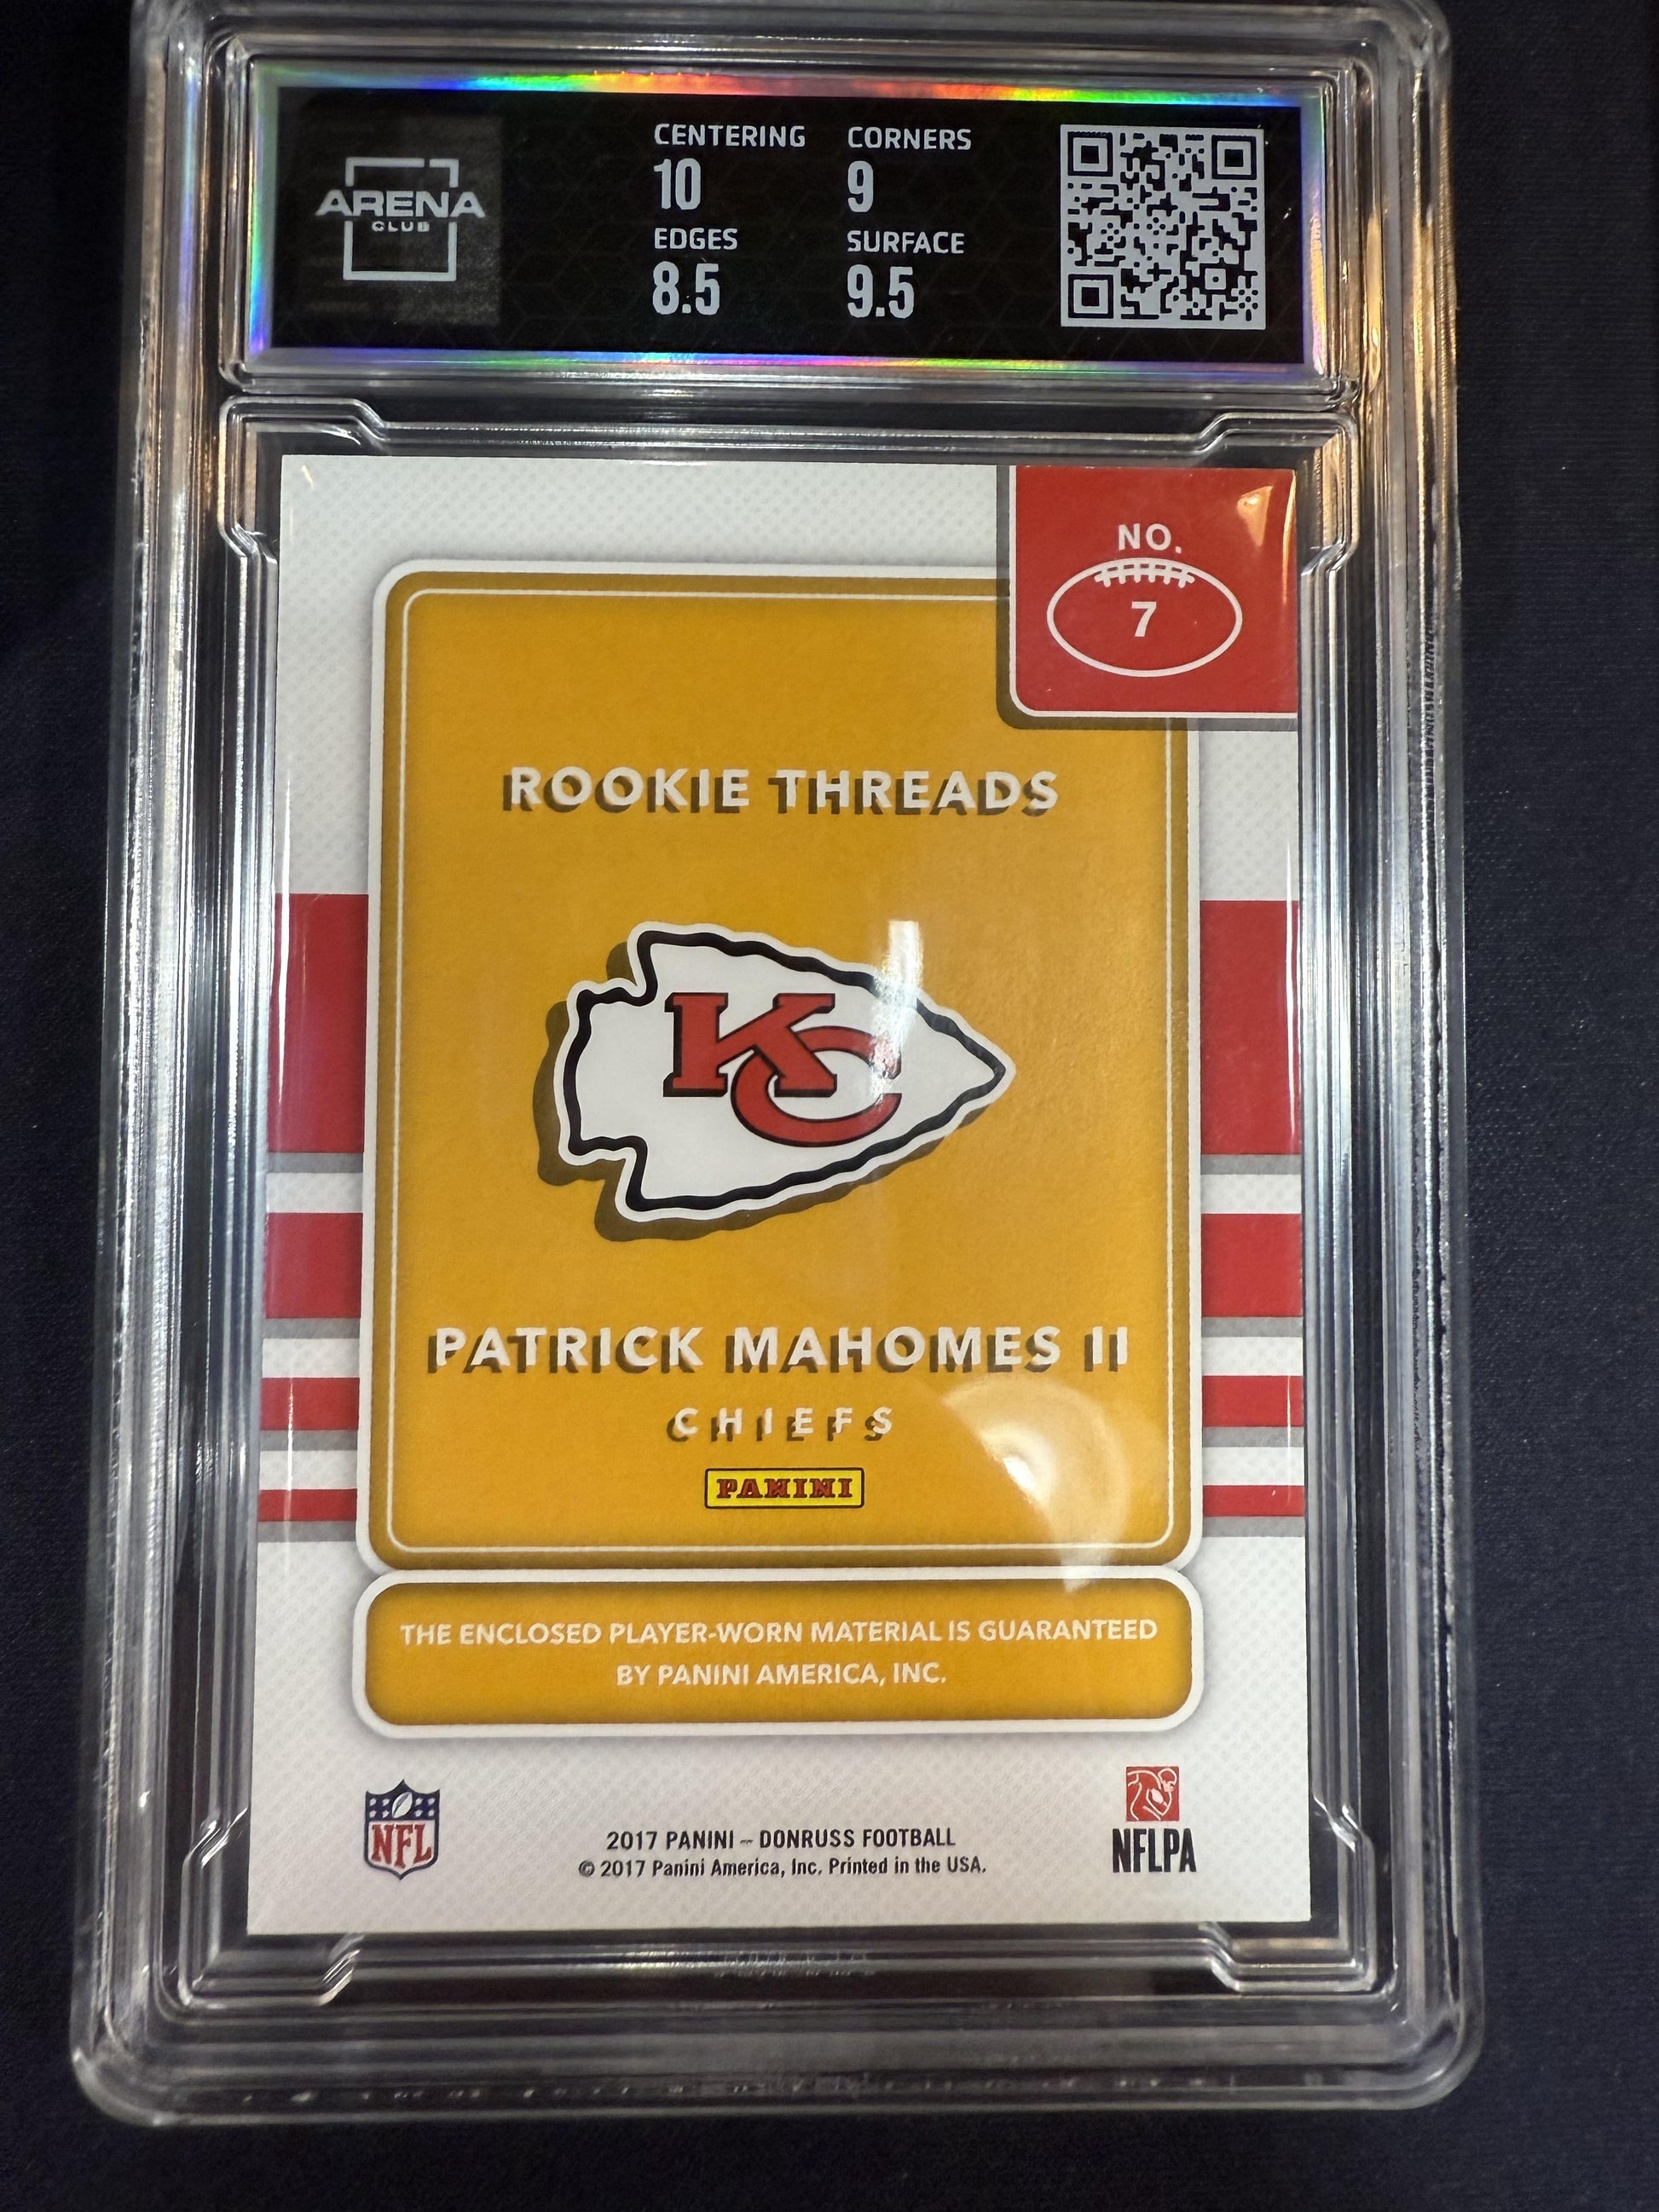 ARENA
CLUB
CENTERING
10
CORNERS
9
EDGES
8.5
SURFACE
9.5
NO.
7
ROOKIE THREADS
KC
PATRICK MAHOMES II
CHIEFS
PANINI
THE ENCLOSED PLAYER-WORN MATERIAL IS GUARANTEED
BY PANINI AMERICA, INC.
NFL
2017 PANINI – DONRUSS FOOTBALL
© 2017 Panini America, Inc. Printed in the USA.
NFLPA